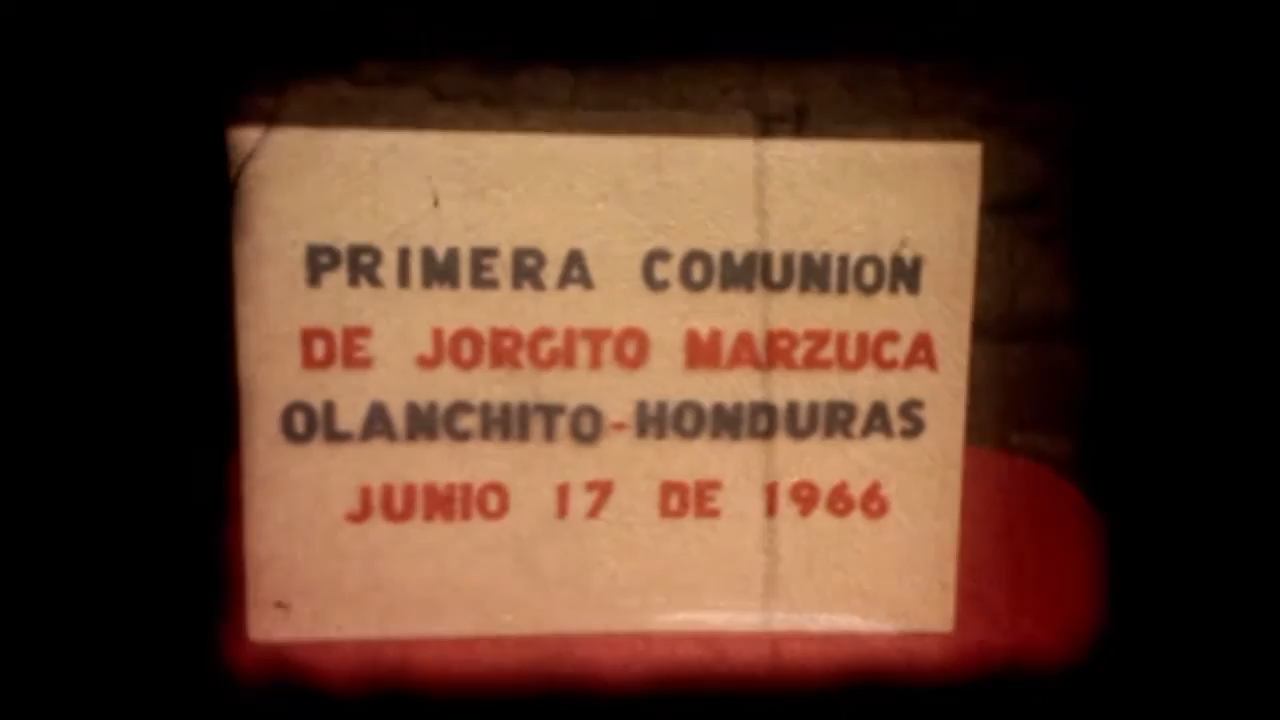 PRIMERA COMUNION
DE JORGITO MARZUCA
OLANCHITO-HONDURAS
JUNIO 17 DE 1966